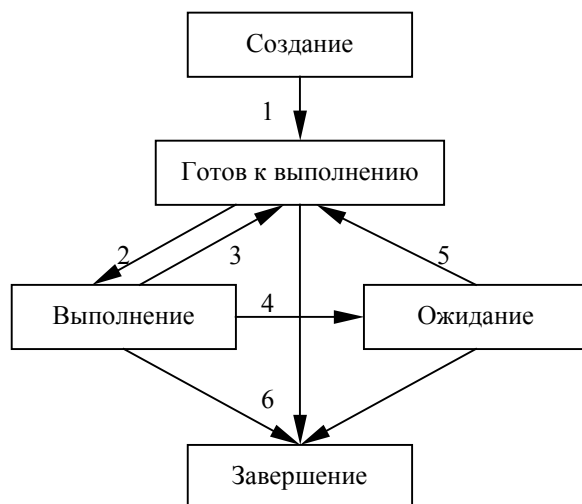 Создание
1
Готов к выполнению
2
3
5
Выполнение
4
Ожидание
6
Завершение